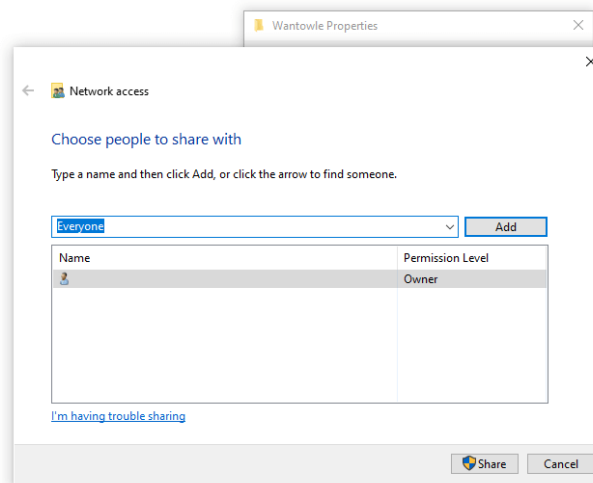 Wantowle Properties
Network access
Choose people to share with
Type a name and then click Add, or click the arrow to find someone.
Everyone
Add
Name Permission Level
Owner
I'm having trouble sharing
Share Cancel